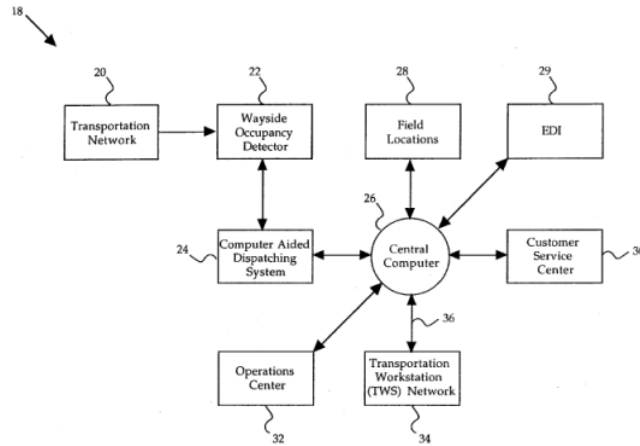 18
20
22
28
29
Transportation
Network
Wayside
Occupancy
Detector
Field
Locations
EDI
26
24
Computer Aided
Dispatching
System
Central
Computer
Customer
Service
Center
30
36
Operations
Center
Transportation
Workstation
(TWS) Network
32
34